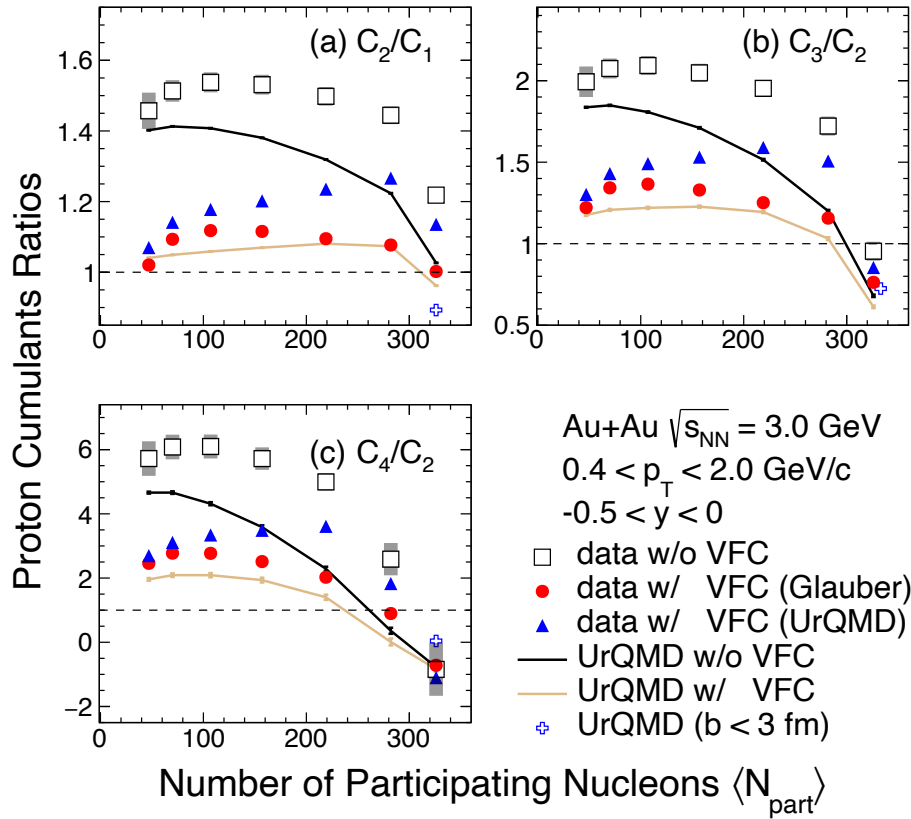 Proton Cumulants Ratios
(a) C₂/C₁
1.6
1.4
1.2
1
0 100 200 300
(b) C₃/C₂
2
1.5
1
0.5
0 100 200 300
(c) C₄/C₂
6
4
2
0
−2
0 100 200 300
Au+Au √s_NN = 3.0 GeV
0.4 < p_T < 2.0 GeV/c
-0.5 < y < 0
data w/o VFC
data w/ VFC (Glauber)
data w/ VFC (UrQMD)
UrQMD w/o VFC
UrQMD w/ VFC
UrQMD (b < 3 fm)
Number of Participating Nucleons ⟨N_part⟩